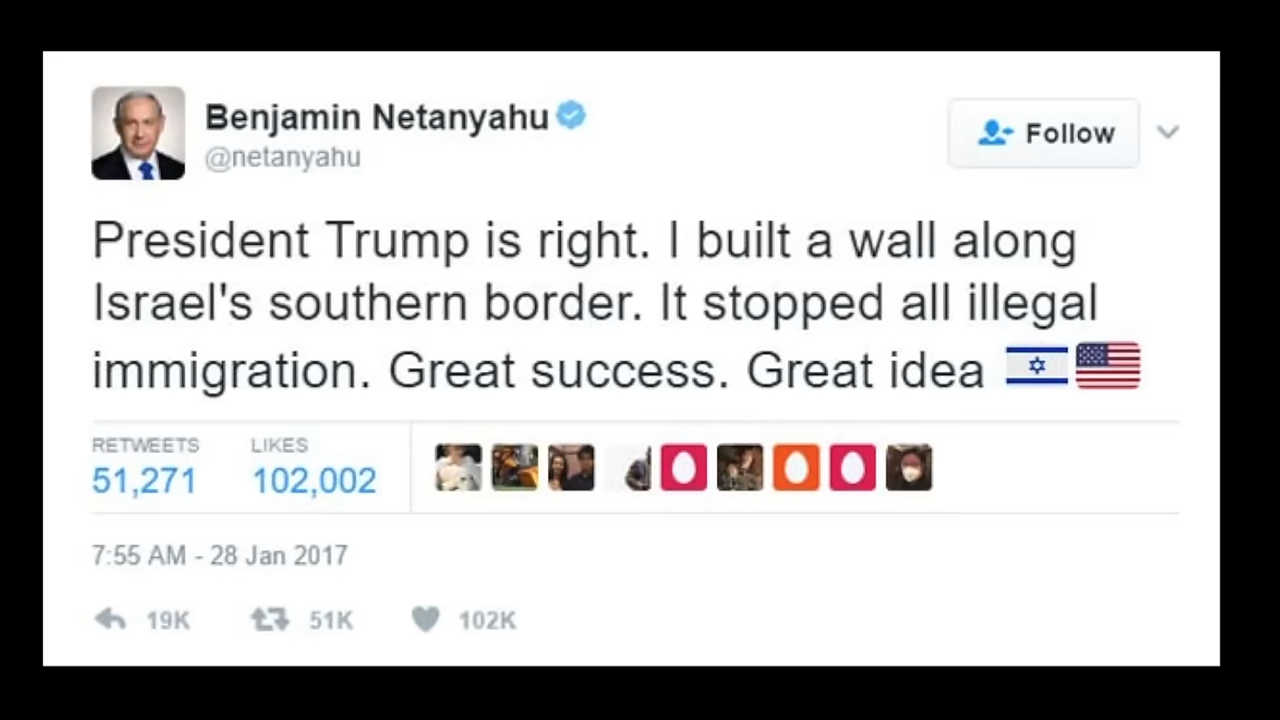 Benjamin Netanyahu
@netanyahu
Follow
President Trump is right. I built a wall along
Israel's southern border. It stopped all illegal
immigration. Great success. Great idea 🇮🇱🇺🇸
RETWEETS LIKES
51,271 102,002
7:55 AM - 28 Jan 2017
19K 51K 102K